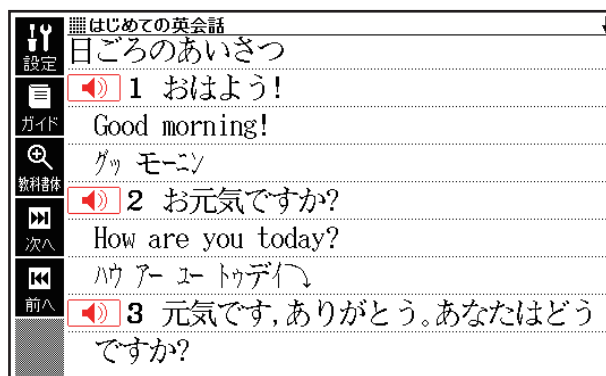 はじめての英会話
日ごろのあいさつ
1 おはよう!
Good morning!
グッ モーニン
2 お元気ですか?
How are you today?
ハウ アー ユー トゥデイ⤵
3 元気です,ありがとう。あなたはどう
ですか?
設定
ガイド
教科書体
次へ
前へ